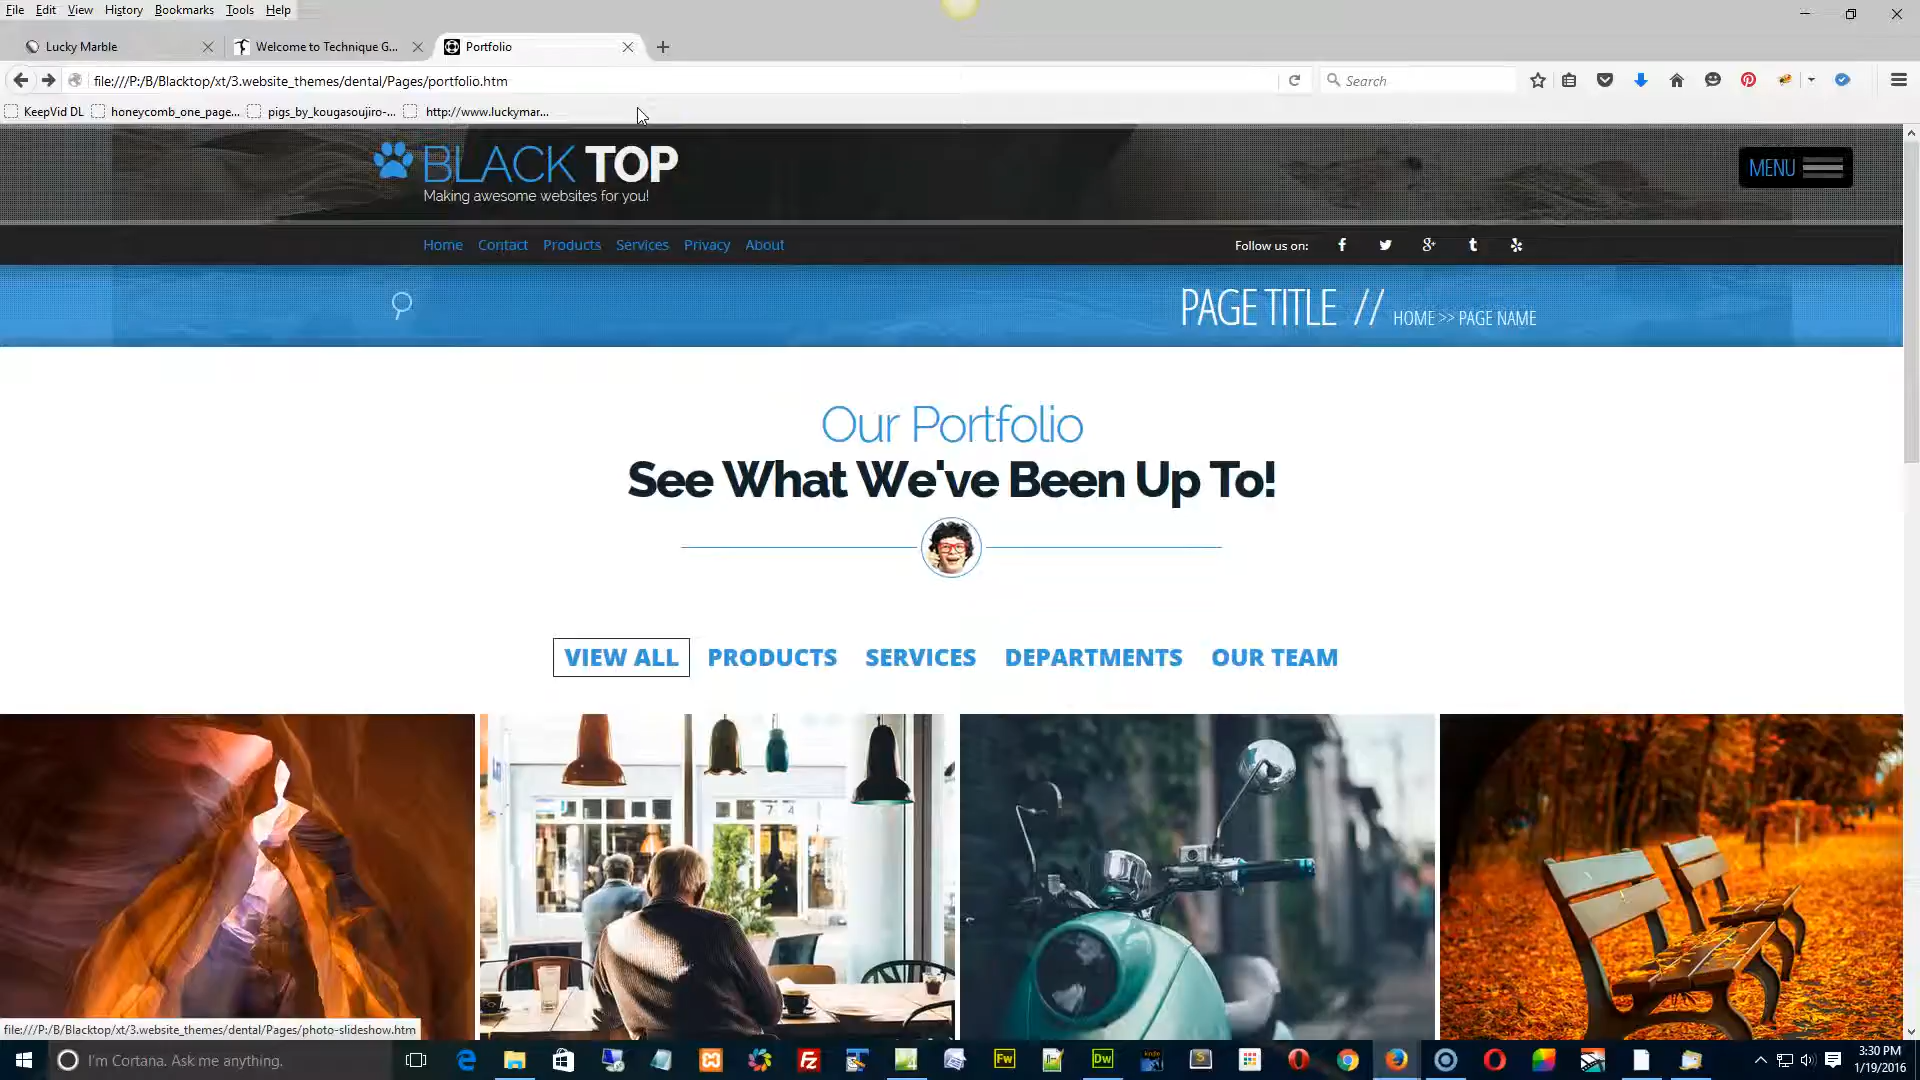 File Edit View History Bookmarks Tools Help
Lucky Marble
Welcome to Technique G...
Portfolio
file:///P:/B/Blacktop/xt/3.website_themes/dental/Pages/portfolio.htm
Search
KeepVid DL
honeycomb_one_page...
pigs_by_kougasoujiro-...
http://www.luckymar...
BLACK TOP
Making awesome websites for you!
MENU
Home Contact Products Services Privacy About
Follow us on:
PAGE TITLE // HOME >> PAGE NAME
Our Portfolio
See What We've Been Up To!
VIEW ALL PRODUCTS SERVICES DEPARTMENTS OUR TEAM
file:///P:/B/Blacktop/xt/3.website_themes/dental/Pages/photo-slideshow.htm
I'm Cortana. Ask me anything.
Fw
Dw
kindle
3:30 PM
1/19/2016